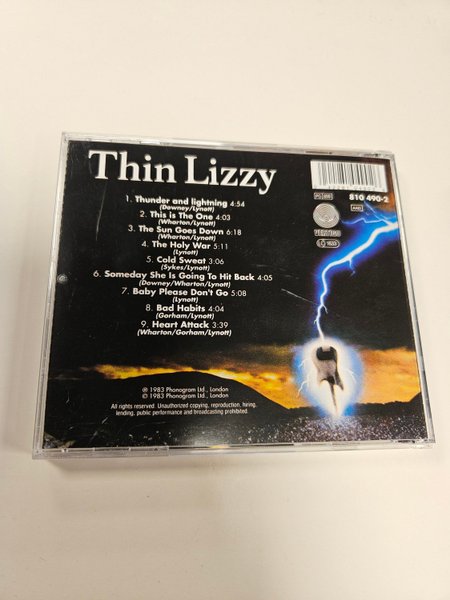 Thin Lizzy
810 490-2
1. Thunder and lightning 4:54
(Downey/Lynott)
2. This is The One 4:03
(Wharton/Lynott)
3. The Sun Goes Down 6:18
(Wharton/Lynott)
4. The Holy War 5:11
(Lynott)
5. Cold Sweat 3:06
(Sykes/Lynott)
6. Someday She Is Going To Hit Back 4:05
(Downey/Wharton/Lynott)
7. Baby Please Don't Go 5:08
(Lynott)
8. Bad Habits 4:04
(Gorham/Lynott)
9. Heart Attack 3:39
(Wharton/Gorham/Lynott)
℗ 1983 Phonogram Ltd., London
© 1983 Phonogram Ltd., London
All rights reserved. Unauthorized copying, reproduction, hiring,
lending, public performance and broadcasting prohibited.